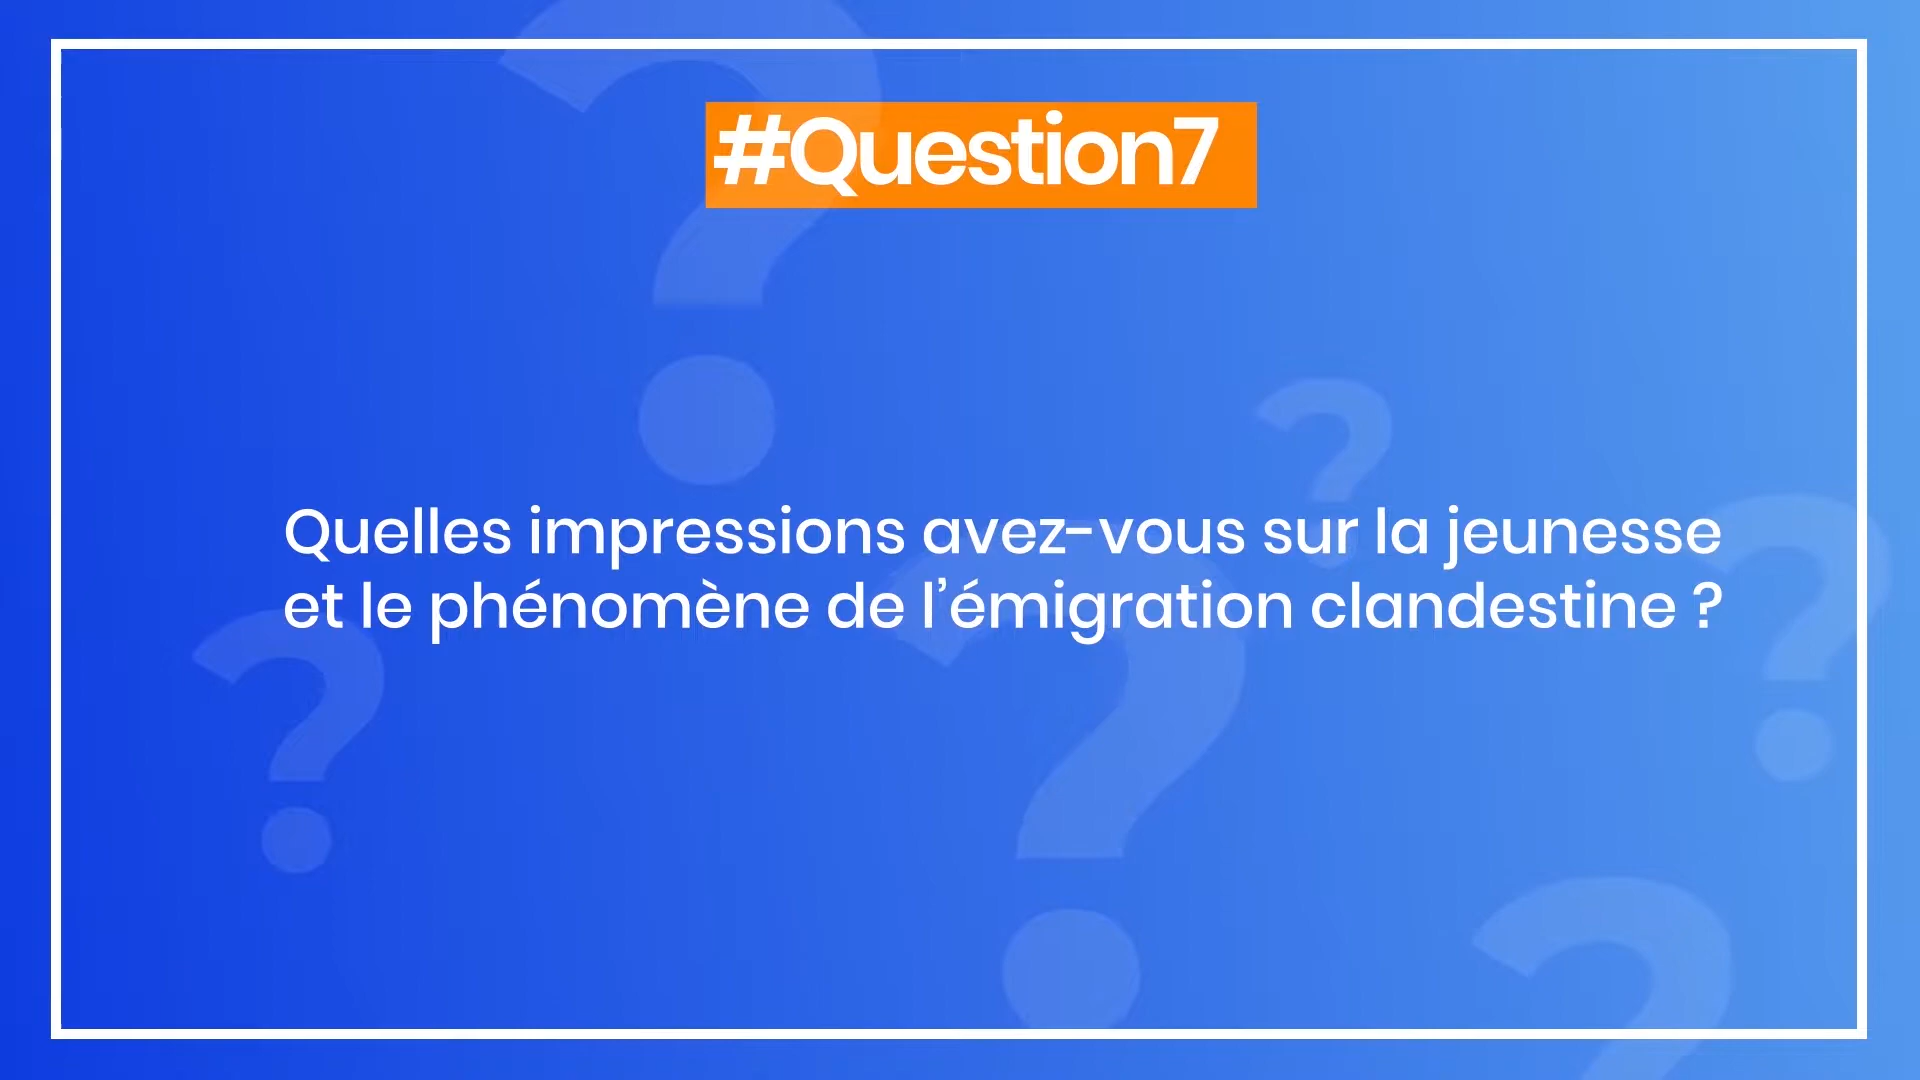 #Question7
Quelles impressions avez-vous sur la jeunesse
et le phénomène de l’émigration clandestine ?